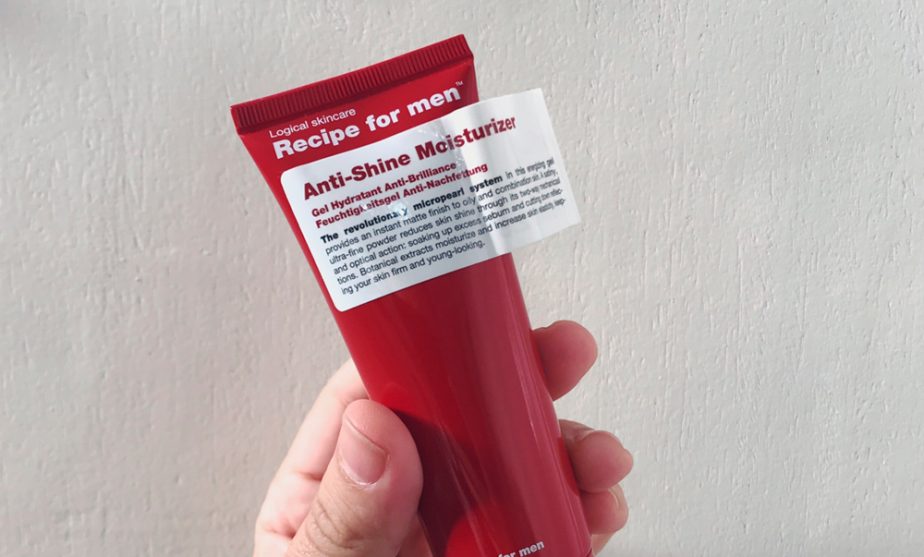 Logical skincare
Recipe for men™
Anti-Shine Moisturizer
Gel Hydratant Anti-Brilliance
Feuchtigkeitsgel Anti-Nachfettung
The revolutionary micropearl system in this energizing gel
provides an instant matte finish to oily and combination skin. A satiny,
ultra-fine powder reduces skin shine through its two-way mechanical
and optical action: soaking up excess sebum and cutting down reflec-
tions. Botanical extracts moisturize and increase skin elasticity, keep-
ing your skin firm and young-looking.
for men